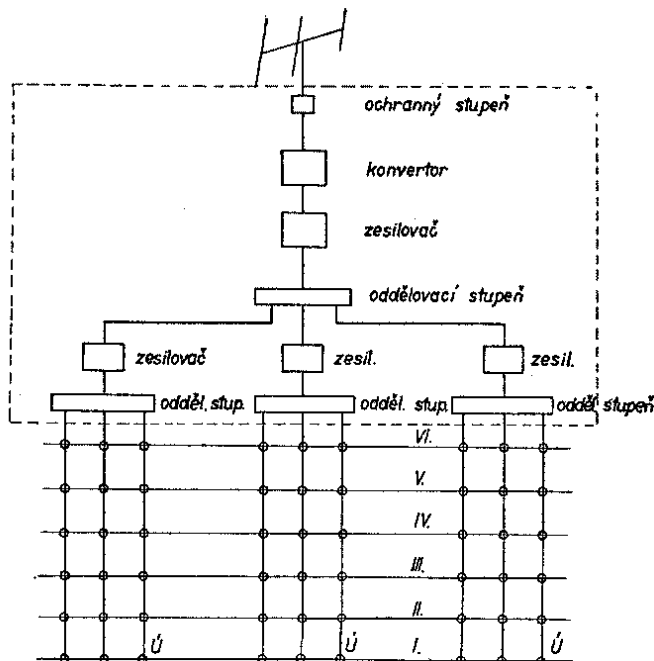 ochranný stupeň
konvertor
zesilovač
oddělovací stupeň
zesilovač
zesil.
zesil.
odděl. stup.
odděl. stup.
odděl stupeň
VI.
V.
IV.
III.
II.
Ú
Ú
I.
Ú